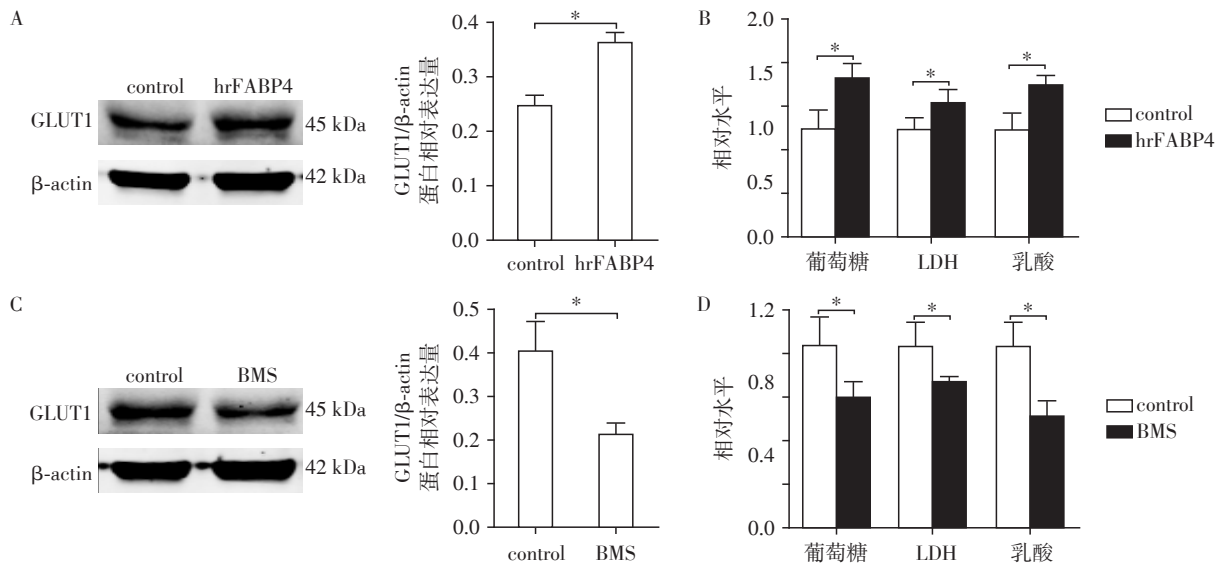 A
control hrFABP4
GLUT1
45 kDa
β-actin
42 kDa
GLUT1/β-actin
蛋白相对表达量
0.4
0.3
0.2
0.3
0.0
*
control hrFABP4
B
相对水平
2.0
1.5
1.0
1.5
0.0
*
*
*
葡萄糖
LDH
乳酸
control
hrFABP4
C
control
BMS
GLUT1
45 kDa
β-actin
42 kDa
GLUT1/β-actin
蛋白相对表达量
0.5
0.4
0.3
0.2
0.1
0.0
*
control
BMS
D
相对水平
1.2
0.8
0.4
0.0
*
*
*
葡萄糖
LDH
乳酸
control
BMS